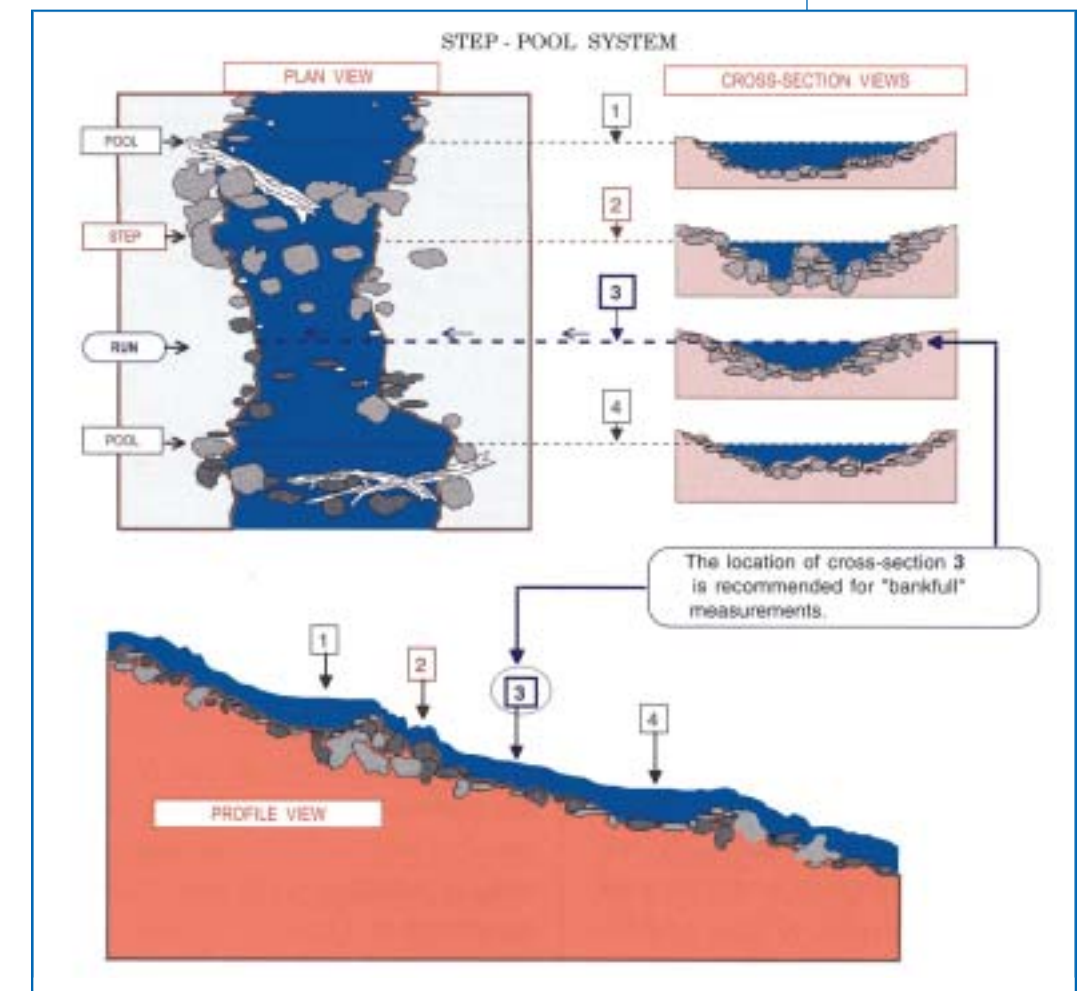 STEP - POOL SYSTEM
PLAN VIEW
CROSS-SECTION VIEWS
1
POOL
2
STEP
3
RUN
4
POOL
The location of cross-section 3
is recommended for "bankfull"
measurements.
1
2
3
4
PROFILE VIEW